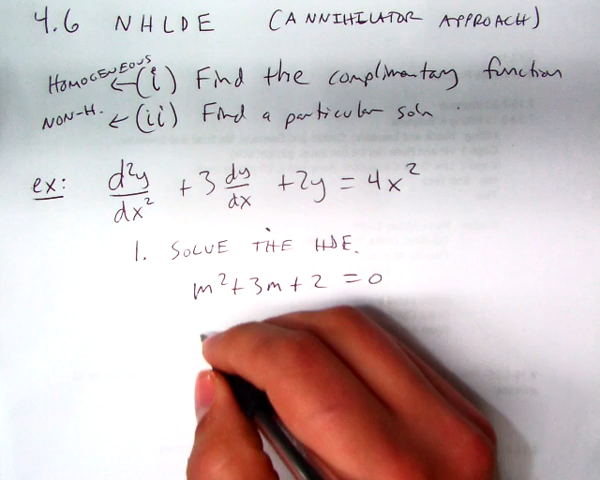 4.6 NHLDE (ANNIHILATOR APPROACH)
HOMOGENEOUS ← (i) Find the complimentary function
NON-H. ← (ii) Find a particular soln.
ex: d²y/dx² + 3 dy/dx + 2y = 4x²
1. SOLVE THE HDE.
m² + 3m + 2 = 0